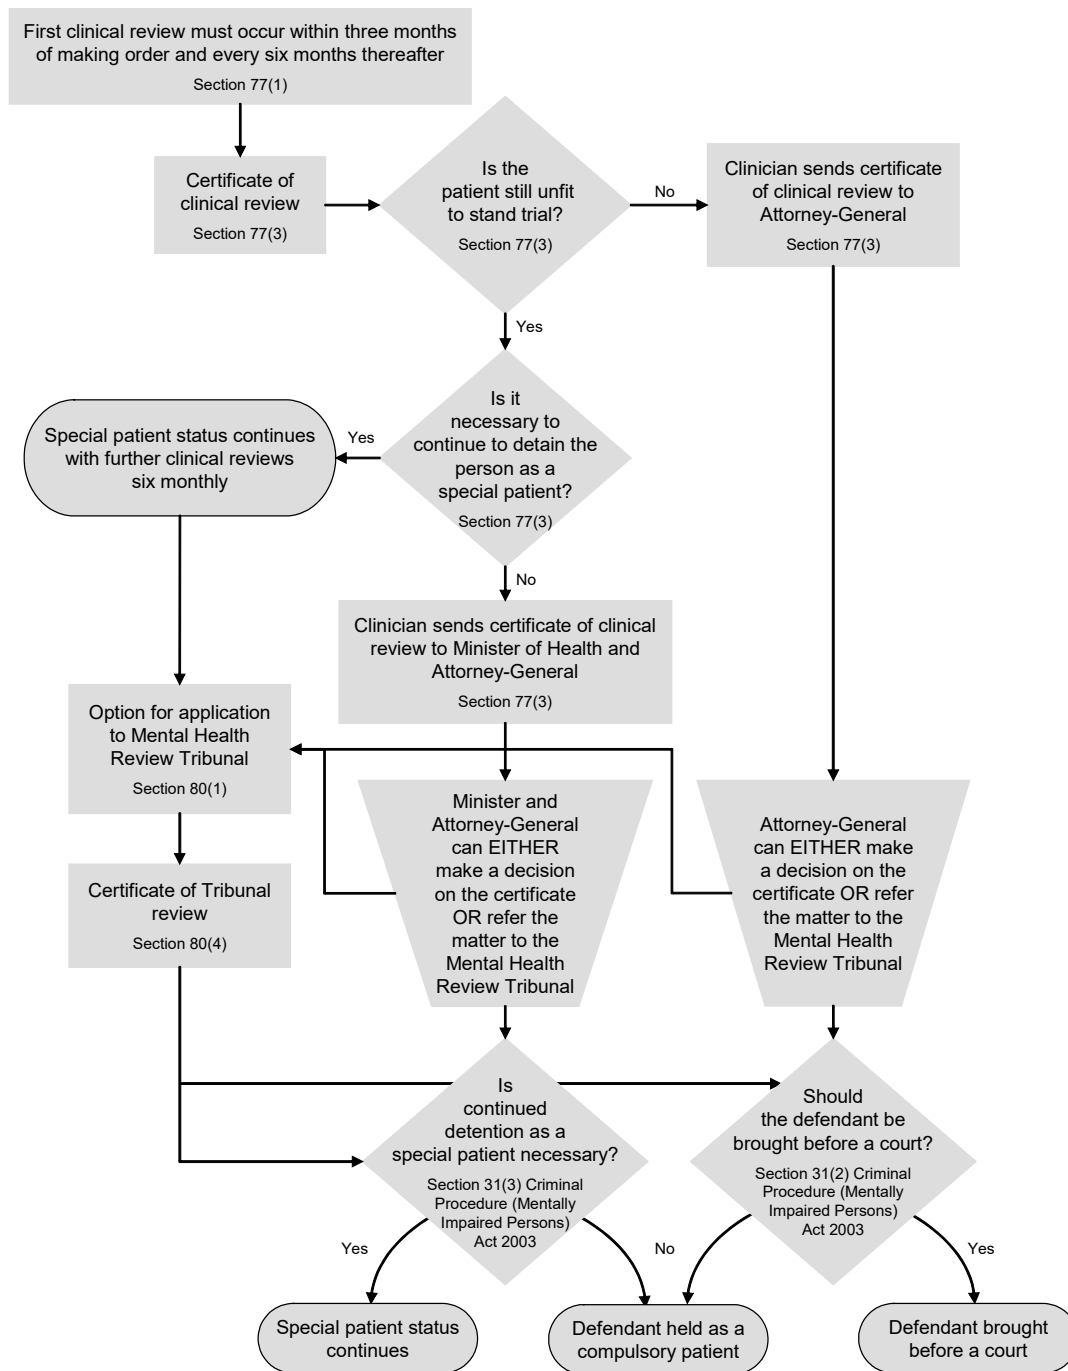 First clinical review must occur within three months
of making order and every six months thereafter
Section 77(1)
Certificate of
clinical review
Section 77(3)
Is the
patient still unfit
to stand trial?
Section 77(3)
No
Clinician sends certificate
of clinical review to
Attorney-General
Section 77(3)
Yes
Is it
necessary to
continue to detain the
person as a
special patient?
Section 77(3)
Yes
Special patient status continues
with further clinical reviews
six monthly
No
Clinician sends certificate of clinical
review to Minister of Health and
Attorney-General
Section 77(3)
Option for application
to Mental Health
Review Tribunal
Section 80(1)
Minister and
Attorney-General
can EITHER
make a decision
on the certificate
OR refer the
matter to the
Mental Health
Review Tribunal
Attorney-General
can EITHER make
a decision on the
certificate OR refer
the matter to the
Mental Health
Review Tribunal
Certificate of Tribunal
review
Section 80(4)
Is
continued
detention as a
special patient necessary?
Section 31(3) Criminal
Procedure (Mentally
Impaired Persons)
Act 2003
Should
the defendant be
brought before a court?
Section 31(2) Criminal
Procedure (Mentally
Impaired Persons)
Act 2003
Yes
No
Yes
Special patient status
continues
Defendant held as a
compulsory patient
Defendant brought
before a court